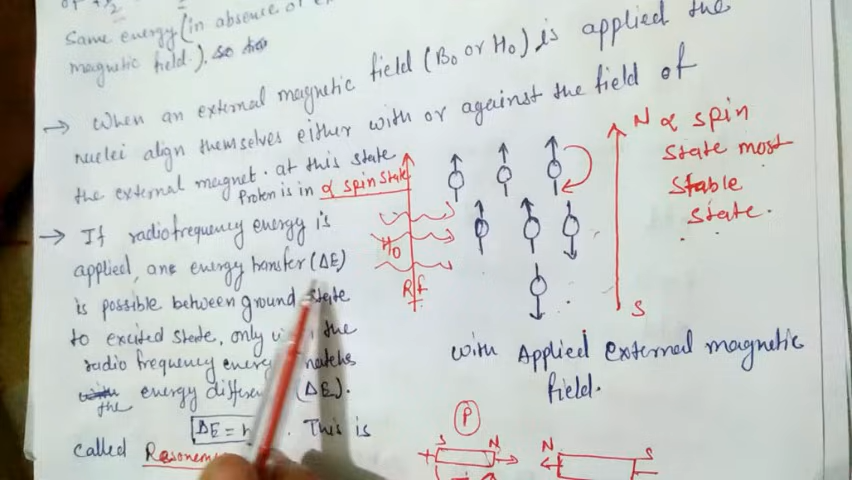 Same energy (in absence of
magnetic field). so
→ When an external magnetic field (B0 or H0) is applied the
nuclei align themselves either with or against the field of
the external magnet. at this state
Proton is in α spin state
→ If radiofrequency energy is
applied, an energy transfer (ΔE)
is possible between ground state
to excited state, only the
radio frequency energy
the energy (ΔE).
ΔE = . This is
called
H0
Rf
N α spin
State most
Stable
State.
S
with Applied External magnetic
field.
P
S N
N S